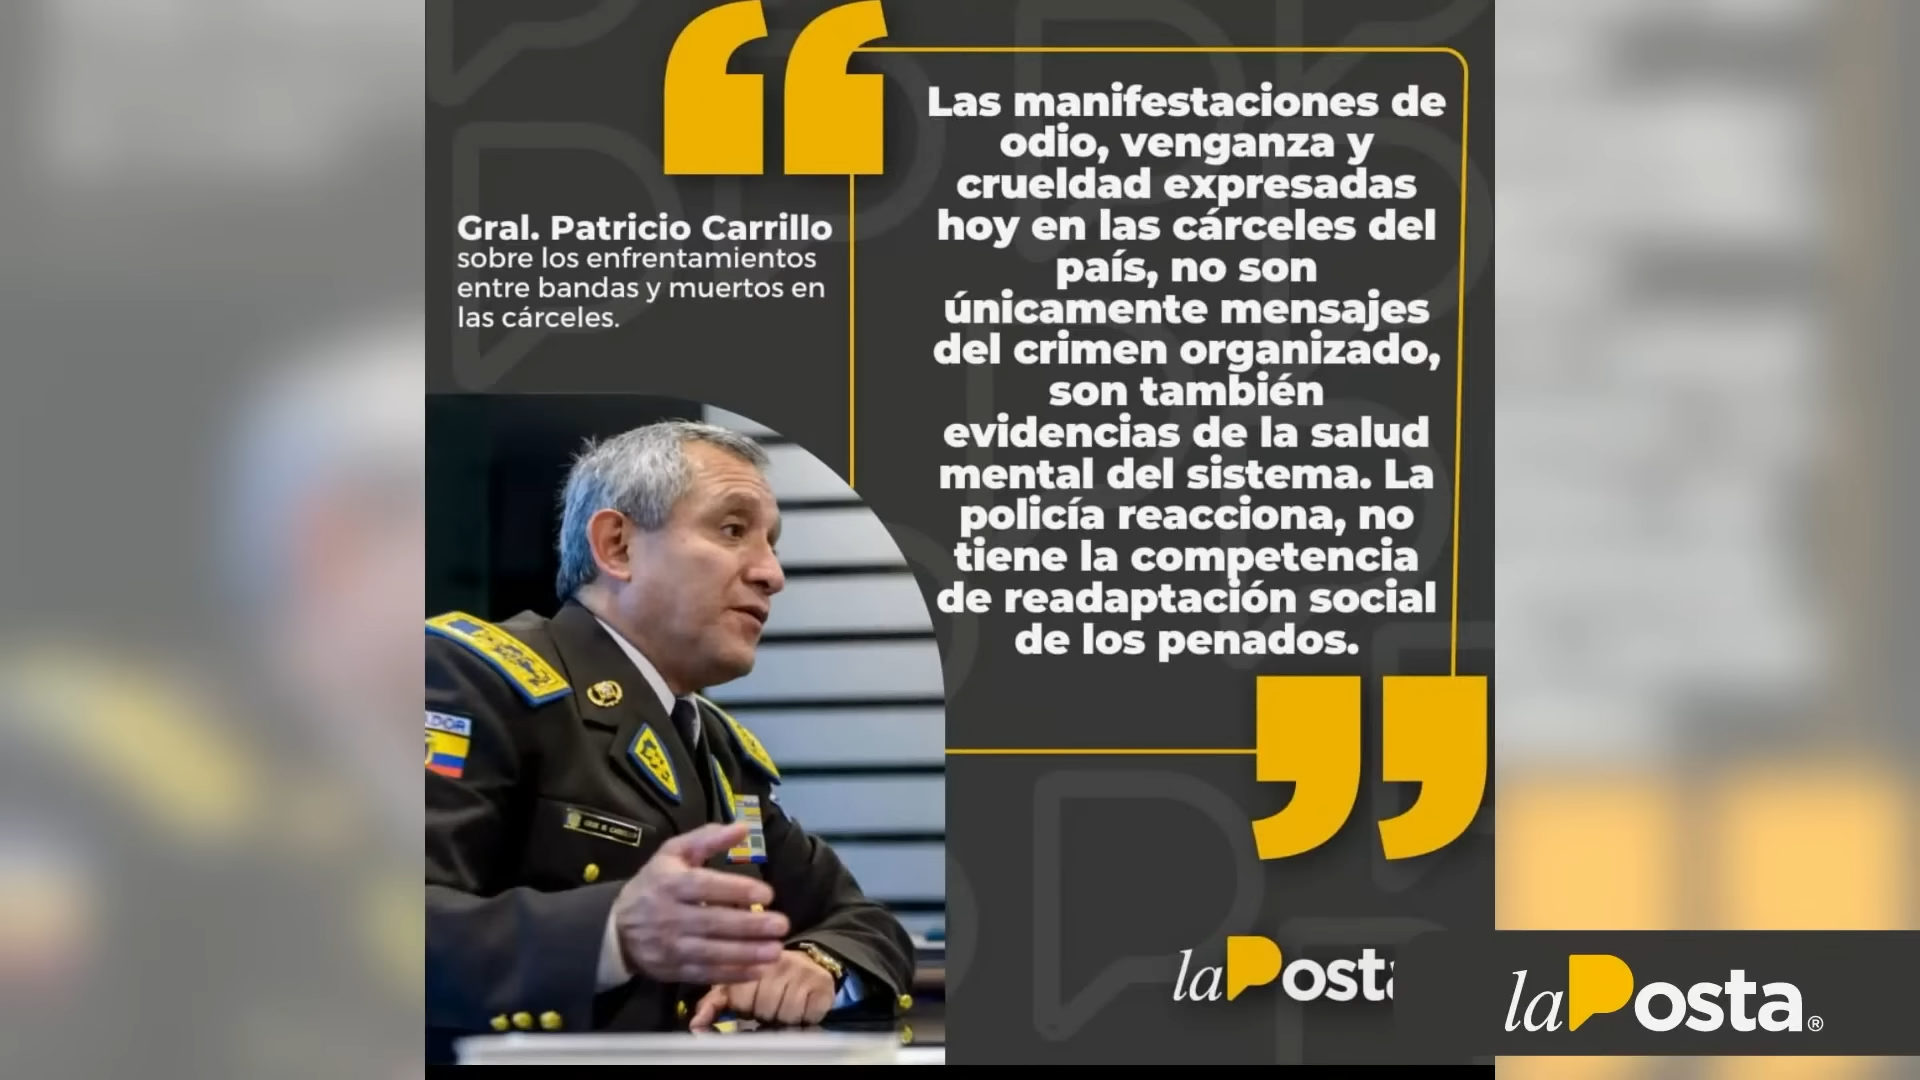 Gral. Patricio Carrillo
sobre los enfrentamientos
entre bandas y muertos en
las cárceles.
Las manifestaciones de
odio, venganza y
crueldad expresadas
hoy en las cárceles del
país, no son
únicamente mensajes
del crimen organizado,
son también
evidencias de la salud
mental del sistema. La
policía reacciona, no
tiene la competencia
de readaptación social
de los penados.
laPosta
laPosta®